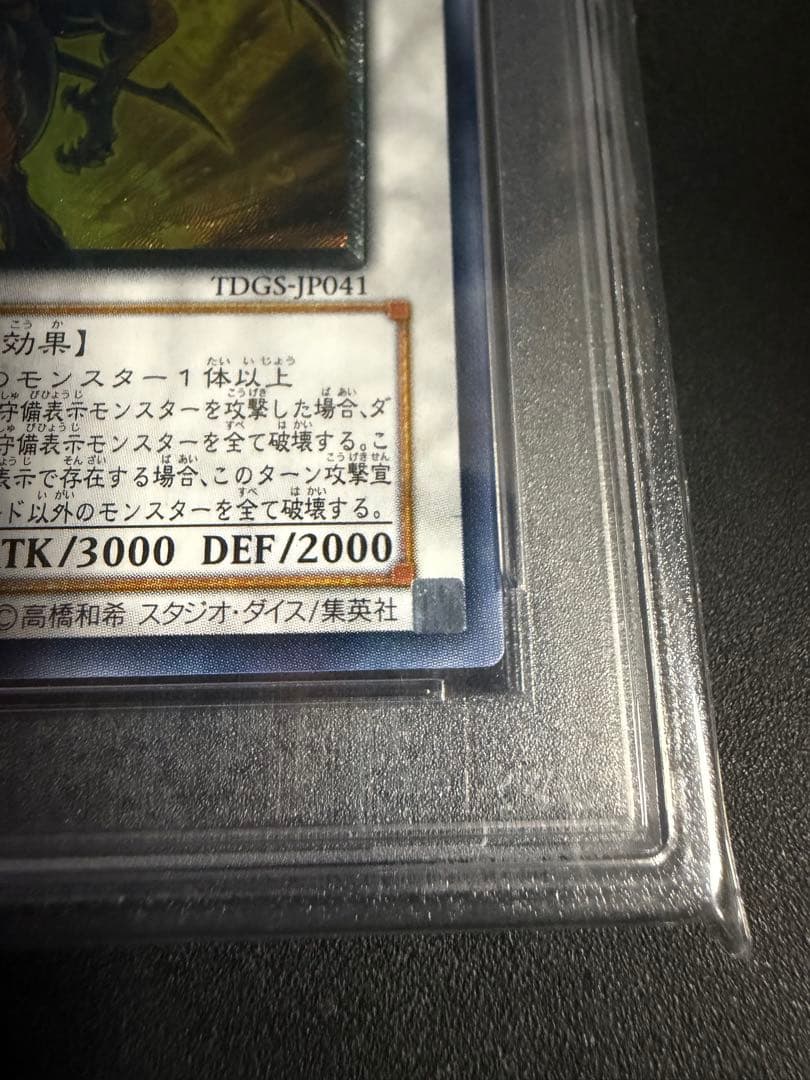 TDGS-JP041
効果】
のモンスター1体以上
守備表示モンスターを攻撃した場合、ダ
守備表示モンスターを全て破壊する。こ
表示で存在する場合、このターン攻撃宣
ド以外のモンスターを全て破壊する。
ATK/3000 DEF/2000
©高橋和希 スタジオ・ダイス/集英社